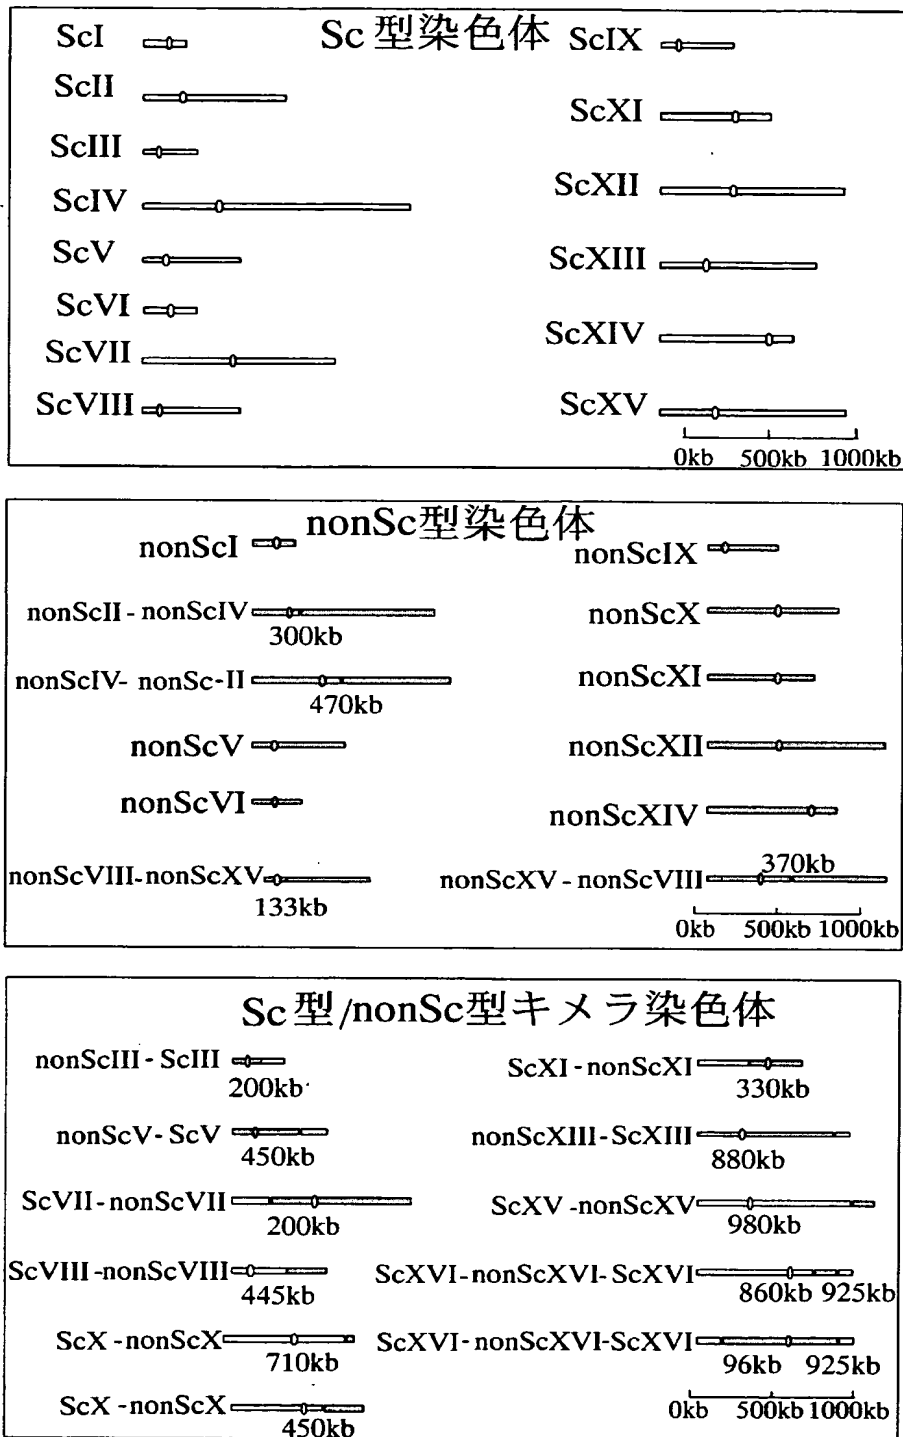 Sc型染色体
ScI
ScII
ScIII
ScIV
ScV
ScVI
ScVII
ScVIII
ScIX
ScXI
ScXII
ScXIII
ScXIV
ScXV
0kb 500kb 1000kb
nonSc型染色体
nonScI
nonScII - nonScIV
300kb
nonScIV- nonSc-II
470kb
nonScV
nonScVI
nonScVIII-nonScXV
133kb
nonScIX
nonScX
nonScXI
nonScXII
nonScXIV
370kb
nonScXV - nonScVIII
0kb 500kb 1000kb
Sc型/nonSc型キメラ染色体
nonScIII - ScIII
200kb
nonScV- ScV
450kb
ScVII- nonScVII
200kb
ScVIII -nonScVIII
445kb
ScX -nonScX
710kb
ScX -nonScX
450kb
ScXI - nonScXI
330kb
nonScXIII-ScXIII
880kb
ScXV -nonScXV
980kb
ScXVI- nonScXVI- ScXVI
860kb 925kb
ScXVI- nonScXVI-ScXVI
96kb 925kb
0kb 500kb 1000kb